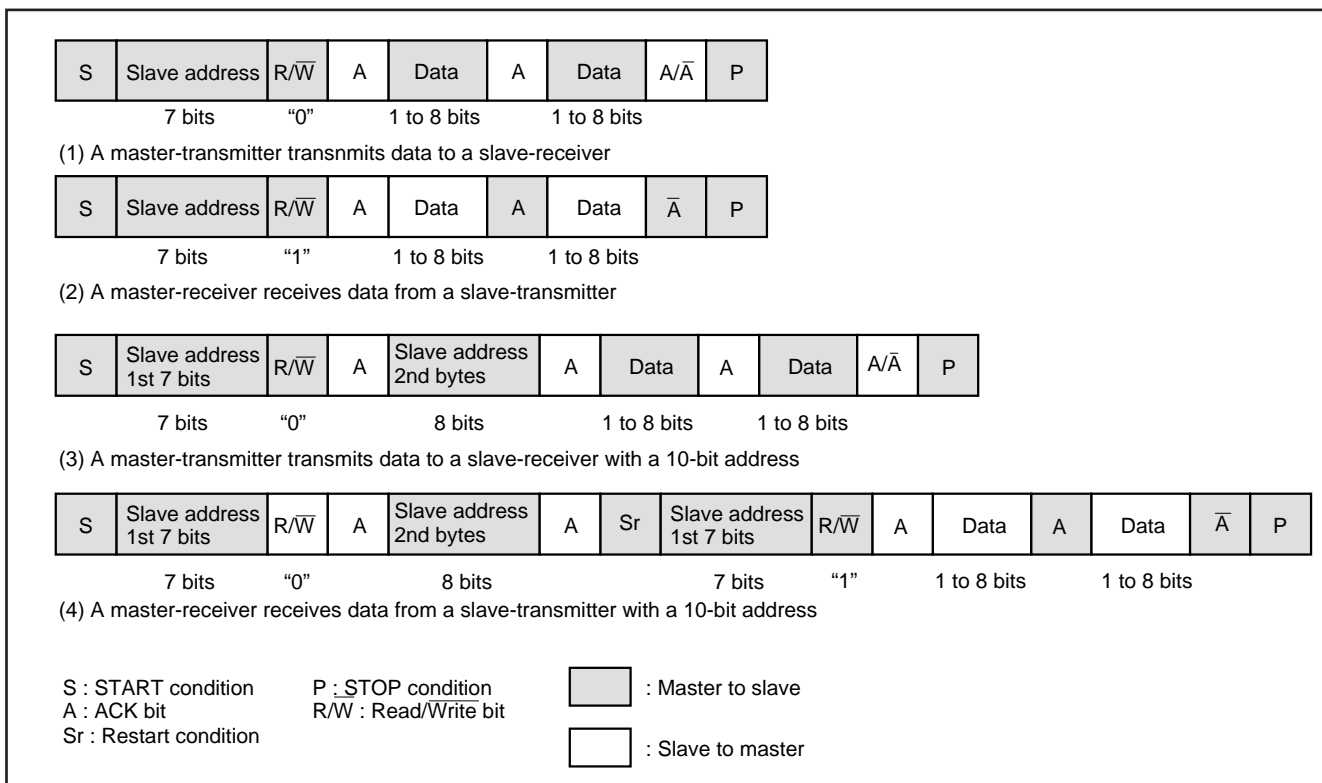 S Slave address R/W̅ A Data A Data A/A̅ P
7 bits “0” 1 to 8 bits 1 to 8 bits
(1) A master-transmitter transnmits data to a slave-receiver
S Slave address R/W̅ A Data A Data A̅ P
7 bits “1” 1 to 8 bits 1 to 8 bits
(2) A master-receiver receives data from a slave-transmitter
S Slave address 1st 7 bits R/W̅ A Slave address 2nd bytes A Data A Data A/A̅ P
7 bits “0” 8 bits 1 to 8 bits 1 to 8 bits
(3) A master-transmitter transmits data to a slave-receiver with a 10-bit address
S Slave address 1st 7 bits R/W̅ A Slave address 2nd bytes A Sr Slave address 1st 7 bits R/W̅ A Data A Data A̅ P
7 bits “0” 8 bits 7 bits “1” 1 to 8 bits 1 to 8 bits
(4) A master-receiver receives data from a slave-transmitter with a 10-bit address
S : START condition P : STOP condition : Master to slave
A : ACK bit R/W̅ : Read/W̅r̅i̅t̅e̅ bit
Sr : Restart condition
: Slave to master